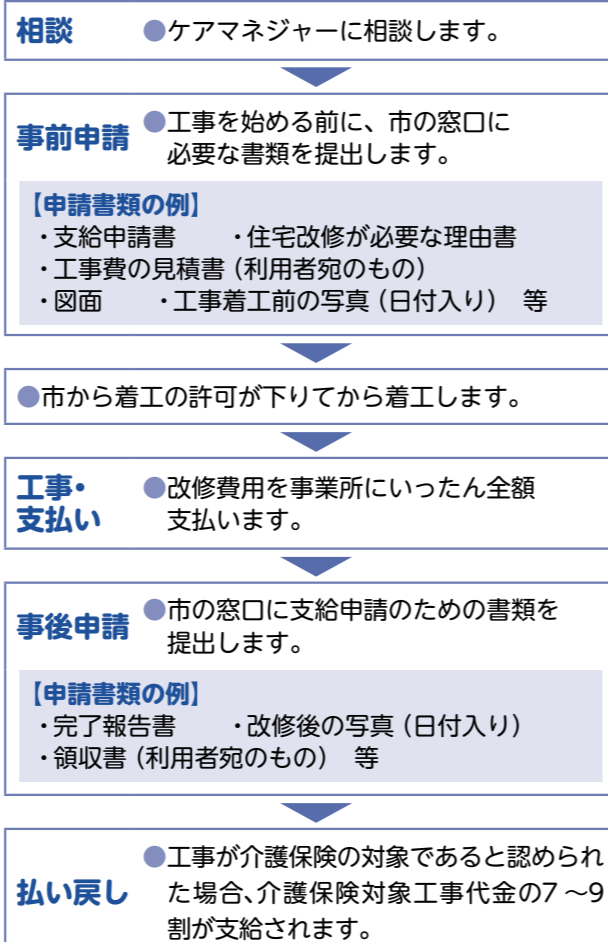 相談 ●ケアマネジャーに相談します。
事前申請 ●工事を始める前に、市の窓口に
必要な書類を提出します。
【申請書類の例】
・支給申請書 ・住宅改修が必要な理由書
・工事費の見積書（利用者宛のもの）
・図面 ・工事着工前の写真（日付入り） 等
●市から着工の許可が下りてから着工します。
工事・
支払い
●改修費用を事業所にいったん全額
支払います。
事後申請 ●市の窓口に支給申請のための書類を
提出します。
【申請書類の例】
・完了報告書 ・改修後の写真（日付入り）
・領収書（利用者宛のもの） 等
払い戻し
●工事が介護保険の対象であると認められ
た場合、介護保険対象工事代金の7～9
割が支給されます。